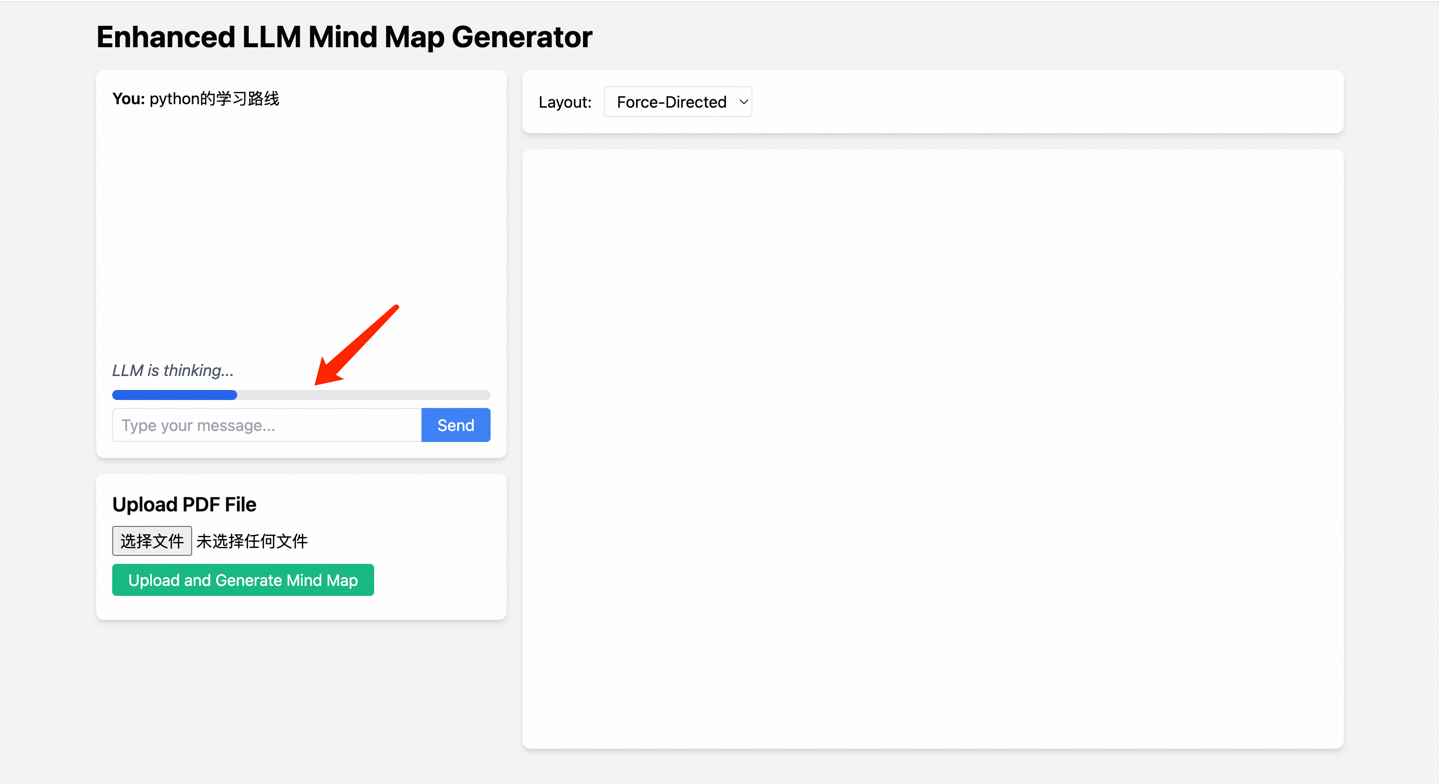 Enhanced LLM Mind Map Generator
You: python的学习路线
LLM is thinking...
Type your message...
Send
Upload PDF File
选择文件 未选择任何文件
Upload and Generate Mind Map
Layout: Force-Directed